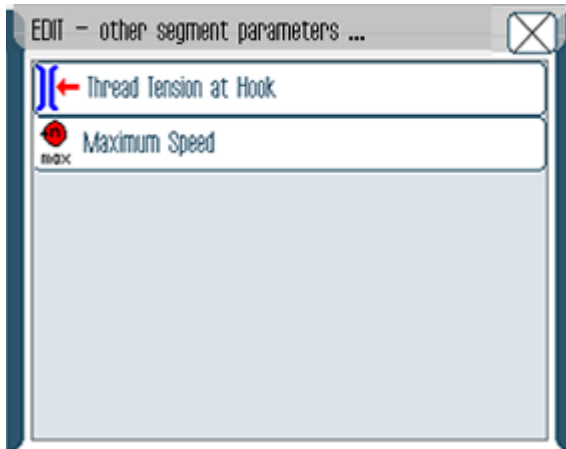 EDIT - other segment parameters ...
Thread Tension at Hook
n
max
Maximum Speed